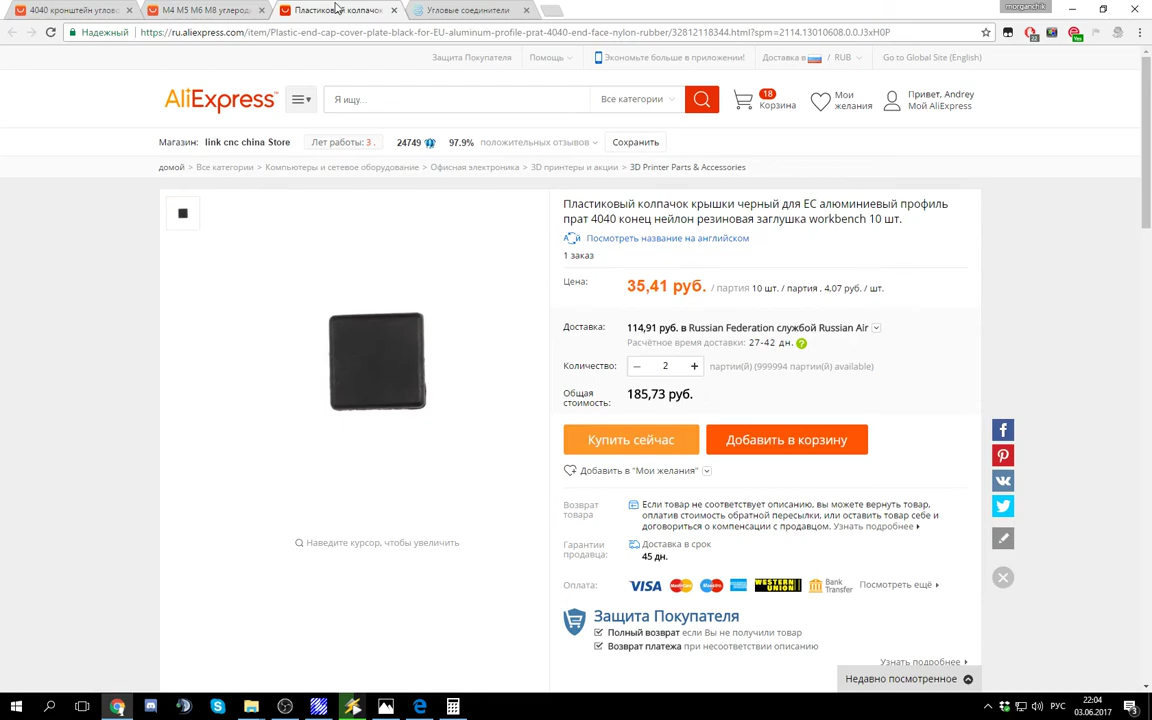 morganchik
4040 кронштейн углово
M4 M5 M6 M8 углерод
Пластиковый колпачок
Угловые соединители
Надежный
https://ru.aliexpress.com/item/Plastic-end-cap-cover-plate-black-for-EU-aluminum-profile-prat-4040-end-face-nylon-rubber/32812118344.html?spm=2114.13010608.0.0.J3xH0P
Защита Покупателя
Помощь
Экономьте больше в приложении!
Доставка в / RUB
Go to Global Site (English)
AliExpress
Я ищу...
Все категории
18
Корзина
Мои
желания
Привет, Andrey
Мой AliExpress
Магазин: link cnc china Store
Лет работы: 3 .
24749
97.9% положительных отзывов
Сохранить
домой > Все категории > Компьютеры и сетевое оборудование > Офисная электроника > 3D принтеры и акции > 3D Printer Parts & Accessories
Пластиковый колпачок крышки черный для ЕС алюминиевый профиль
прат 4040 конец нейлон резиновая заглушка workbench 10 шт.
Посмотреть название на английском
1 заказ
Цена: 35,41 руб. / партия 10 шт. / партия , 4,07 руб. / шт.
Доставка: 114,91 руб. в Russian Federation службой Russian Air
Расчётное время доставки: 27-42 дн. ?
Количество: – 2 + партий(й) (999994 партии(й) available)
Общая
стоимость:
185,73 руб.
Купить сейчас
Добавить в корзину
Добавить в "Мои желания"
Возврат
товара
Если товар не соответствует описанию, вы можете вернуть товар,
оплатив стоимость обратной пересылки, или оставить товар себе и
договориться о компенсации с продавцом. Узнать подробнее
Гарантии
продавца:
Доставка в срок
45 дн.
Оплата: VISA MasterCard Maestro WESTERN UNION Bank Transfer Посмотреть ещё
Защита Покупателя
Полный возврат если Вы не получили товар
Возврат платежа при несоответствии описанию
Узнать подробнее
Наведите курсор, чтобы увеличить
Недавно посмотренное
РУС
22:04
03.06.2017